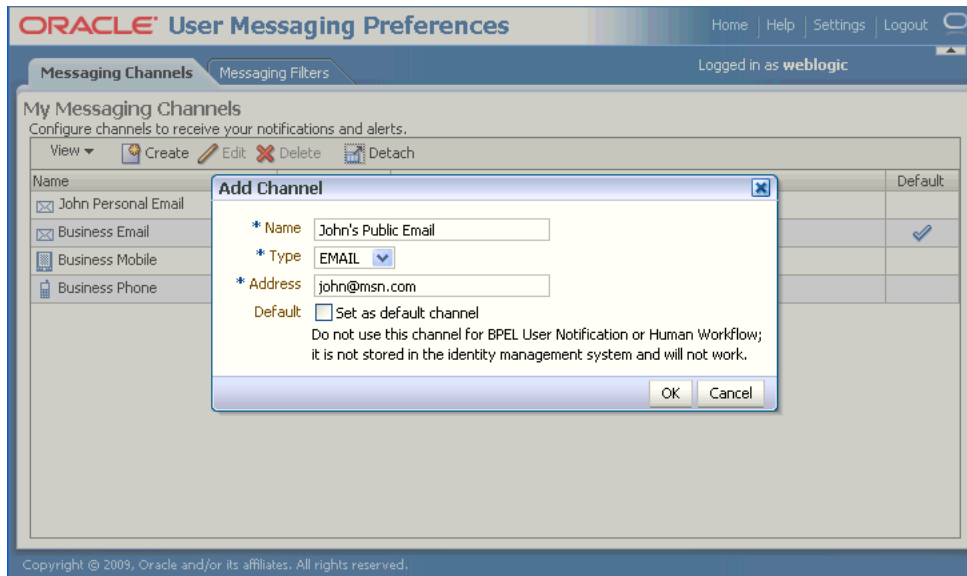 ORACLE User Messaging Preferences
Home | Help | Settings | Logout
Messaging Channels
Messaging Filters
Logged in as weblogic
My Messaging Channels
Configure channels to receive your notifications and alerts.
View Create Edit Delete Detach
Name Default
John Personal Email
Business Email
Business Mobile
Business Phone
Add Channel
* Name John's Public Email
* Type EMAIL
* Address john@msn.com
Default Set as default channel
Do not use this channel for BPEL User Notification or Human Workflow;
it is not stored in the identity management system and will not work.
OK Cancel
Copyright © 2009, Oracle and/or its affiliates. All rights reserved.